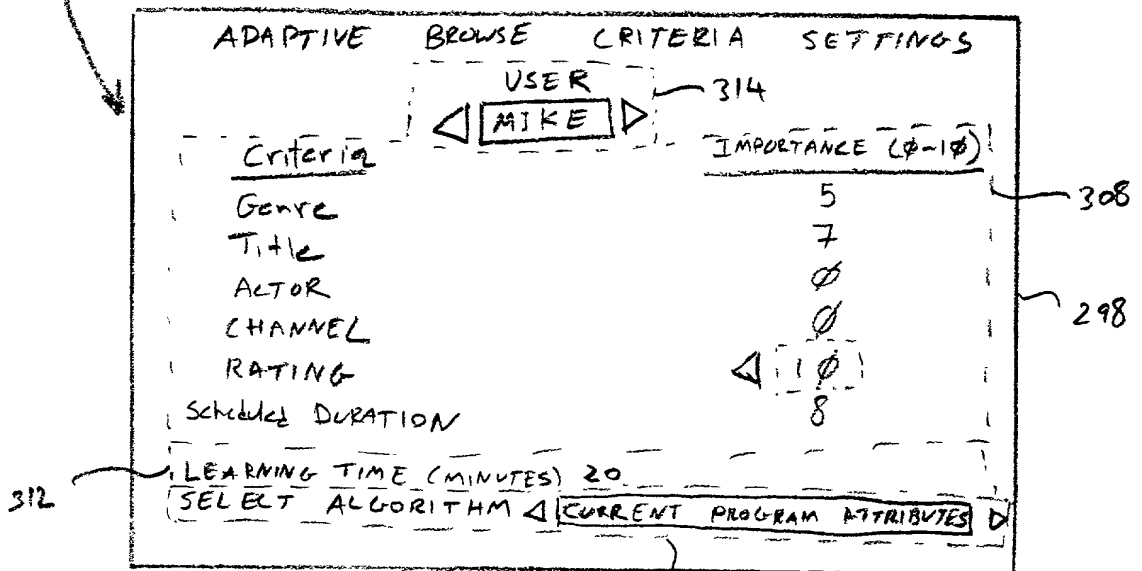 ADAPTIVE BROWSE CRITERIA SETTINGS
USER
314
MIKE
Criteria IMPORTANCE (Ø~1Ø)
308
Genre 5
Title 7
ACTOR Ø
CHANNEL Ø
298
RATING 1Ø
Scheduled DURATION 8
LEARNING TIME (MINUTES) 20
312
SELECT ALGORITHM CURRENT PROGRAM ATTRIBUTES